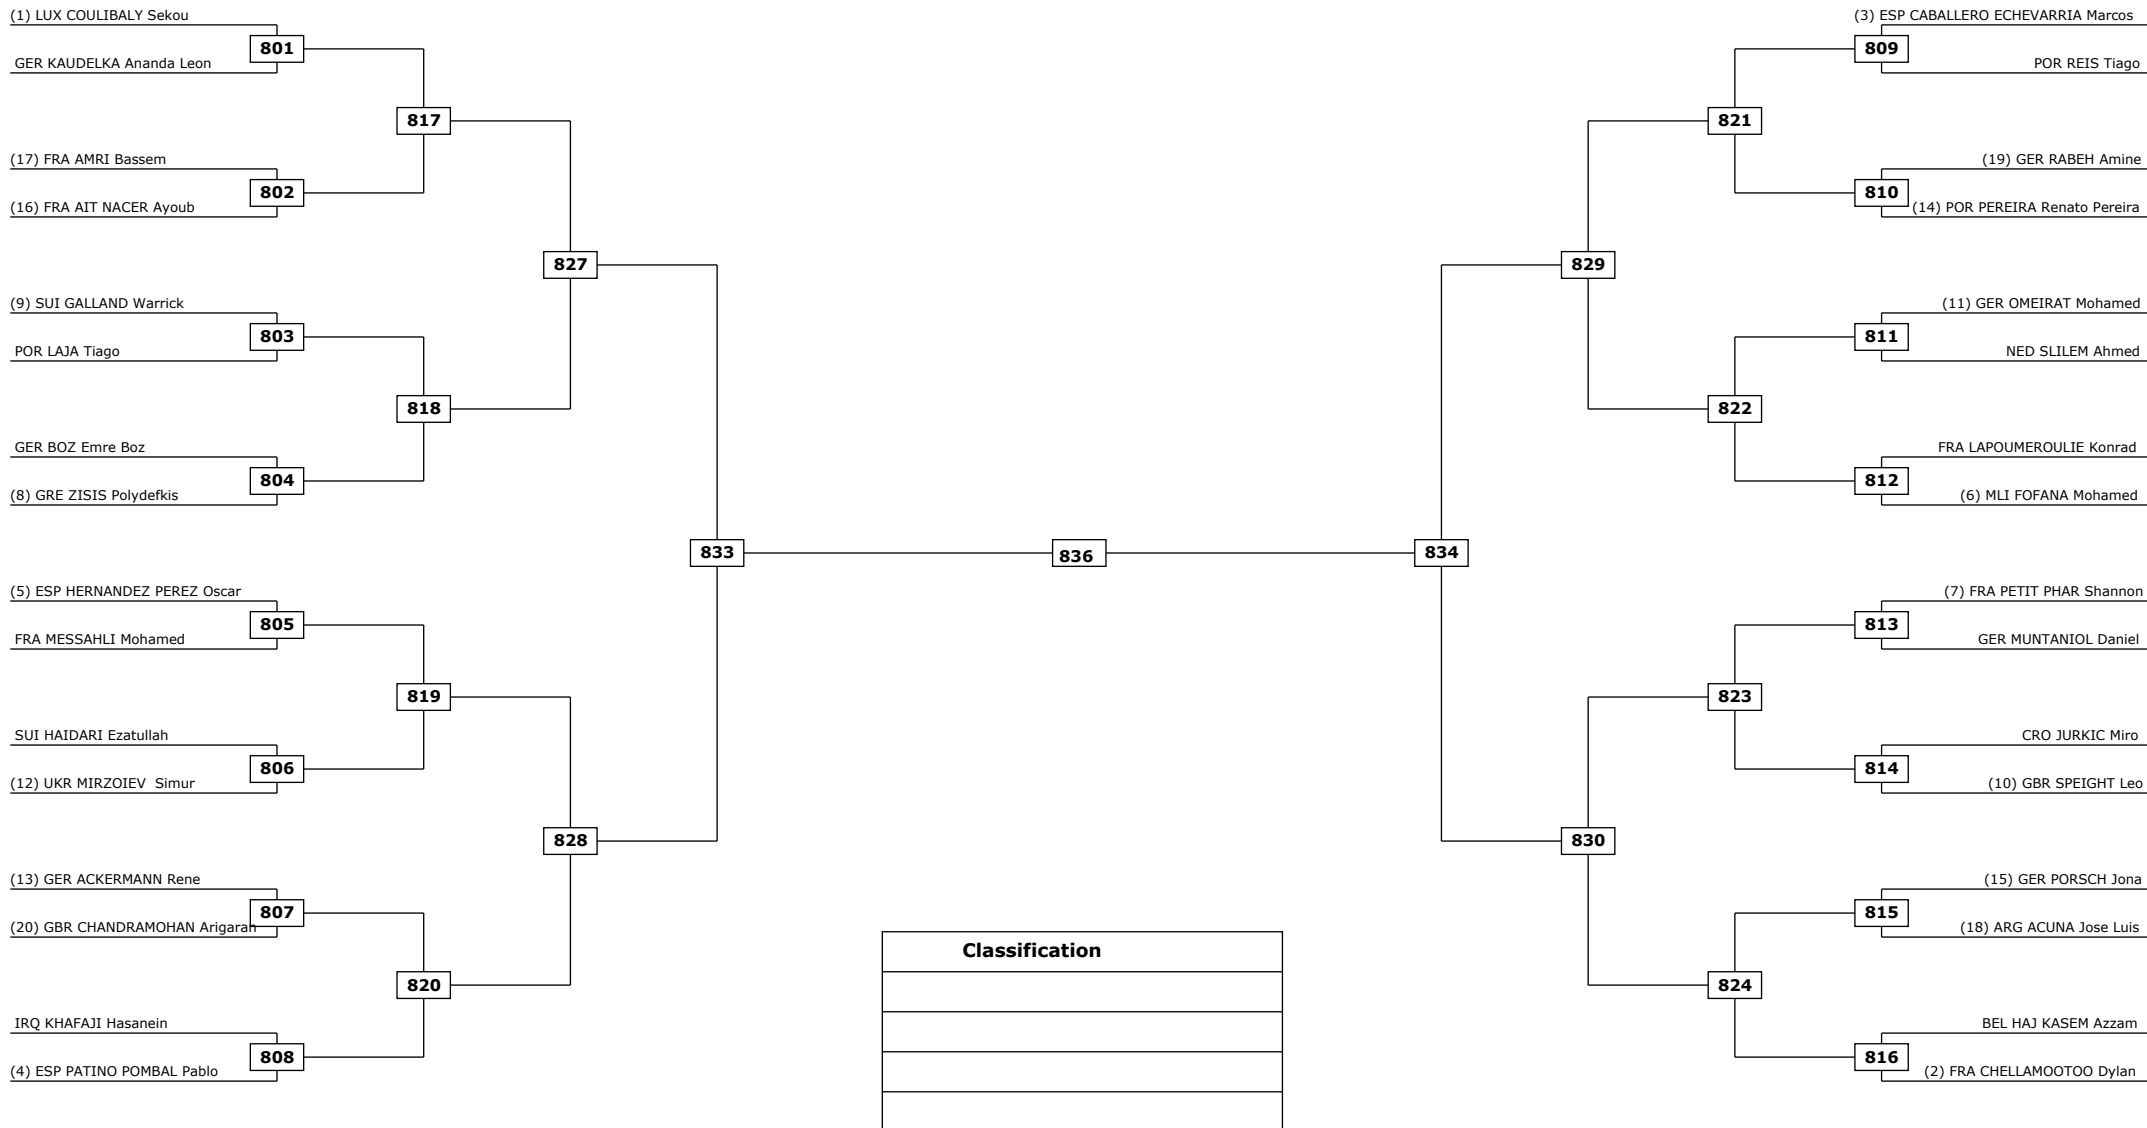 (1) LUX COULIBALY Sekou
801
GER KAUDELKA Ananda Leon
817
(17) FRA AMRI Bassem
802
(16) FRA AIT NACER Ayoub
827
(9) SUI GALLAND Warrick
803
POR LAJA Tiago
818
GER BOZ Emre Boz
804
(8) GRE ZISIS Polydefkis
833
(5) ESP HERNANDEZ PEREZ Oscar
805
FRA MESSAHLI Mohamed
819
SUI HAIDARI Ezatullah
806
(12) UKR MIRZOIEV  Simur
828
(13) GER ACKERMANN Rene
807
(20) GBR CHANDRAMOHAN Arigaran
820
IRQ KHAFAJI Hasanein
808
(4) ESP PATINO POMBAL Pablo
836
Classification
(3) ESP CABALLERO ECHEVARRIA Marcos
809
POR REIS Tiago
821
(19) GER RABEH Amine
810
(14) POR PEREIRA Renato Pereira
829
(11) GER OMEIRAT Mohamed
811
NED SLILEM Ahmed
822
FRA LAPOUMEROULIE Konrad
812
(6) MLI FOFANA Mohamed
834
(7) FRA PETIT PHAR Shannon
813
GER MUNTANIOL Daniel
823
CRO JURKIC Miro
814
(10) GBR SPEIGHT Leo
830
(15) GER PORSCH Jona
815
(18) ARG ACUNA Jose Luis
824
BEL HAJ KASEM Azzam
816
(2) FRA CHELLAMOOTOO Dylan